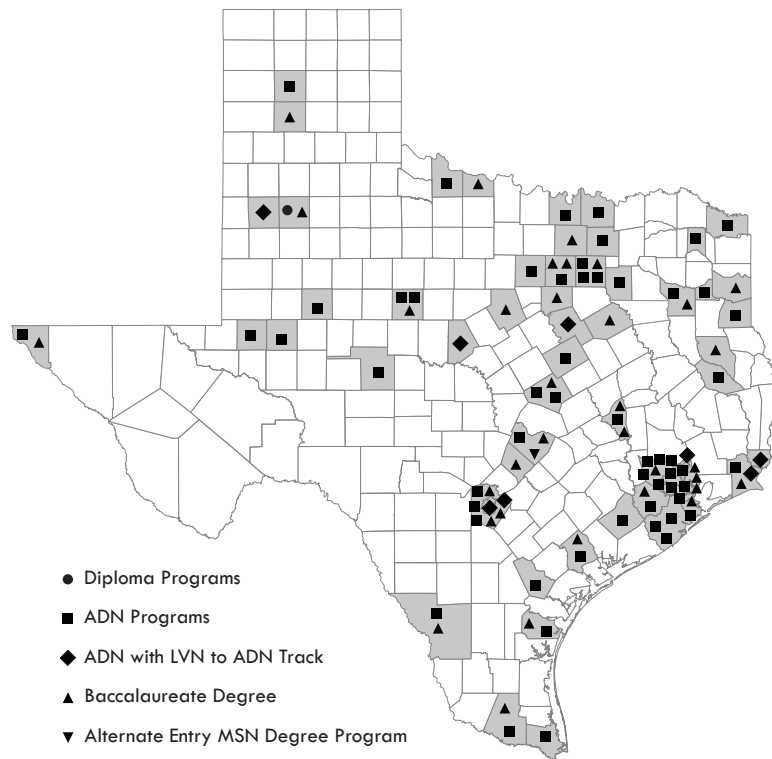 Diploma Programs
ADN Programs
ADN with LVN to ADN Track
Baccalaureate Degree
Alternate Entry MSN Degree Program